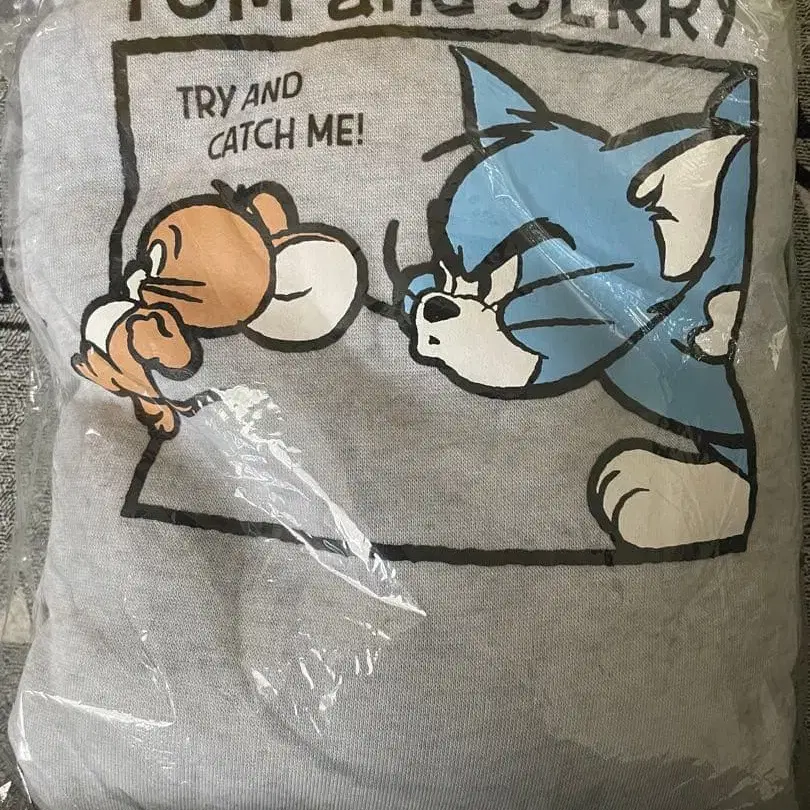 TOM and JERRY
TRY AND
CATCH ME!